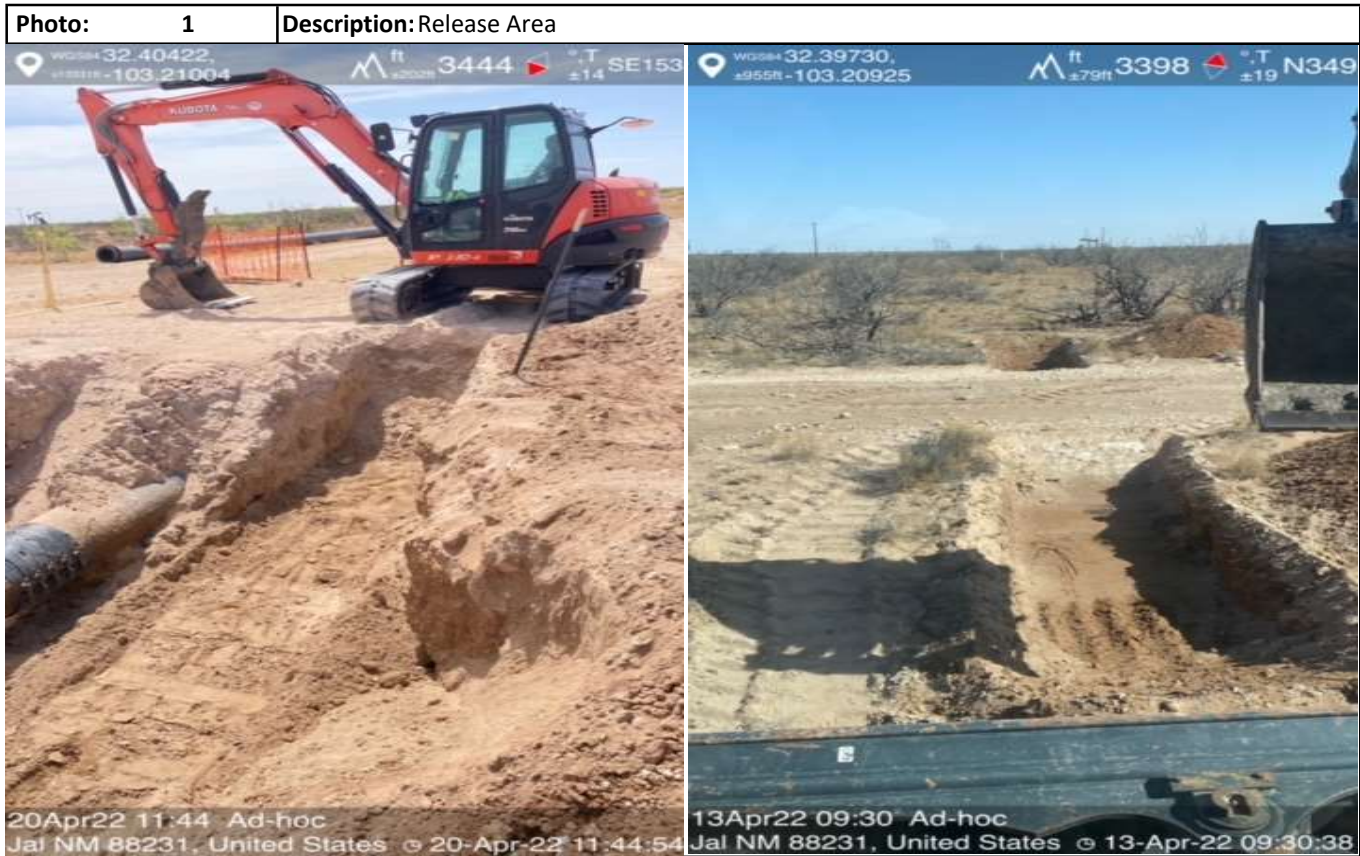 Photo: 1 Description: Release Area
WGS84 32.40422,
-103.21004
ft
±202ft 3444
°,T
±14 SE153
KUBOTA
20Apr22 11:44 Ad-hoc
Jal NM 88231, United States 20-Apr-22 11:44:54
WGS84 32.39730,
±955ft -103.20925
ft
±79ft 3398
°,T
±19 N349
13Apr22 09:30 Ad-hoc
Jal NM 88231, United States 13-Apr-22 09:30:38